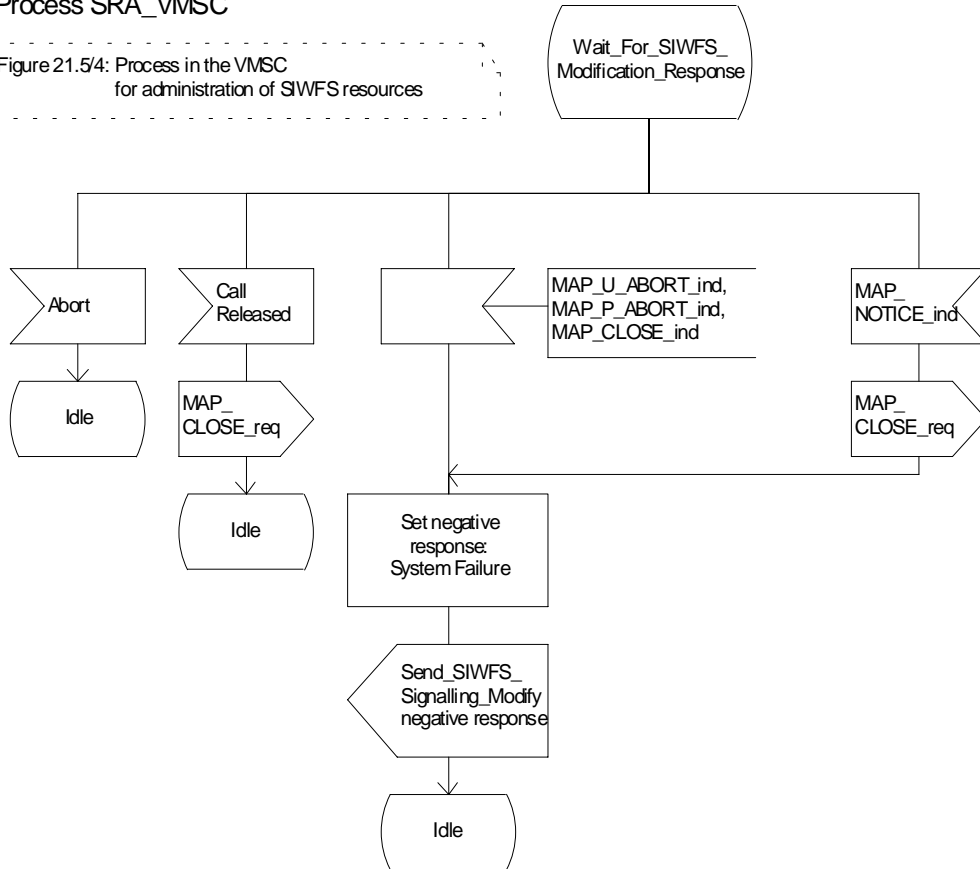 Process SRA_VMSC
Figure 21.5/4: Process in the VMSC
for administration of SIWFS resources
Wait_For_SIWFS_
Modification_Response
Abort
Call
Released
MAP_U_ABORT_ind,
MAP_P_ABORT_ind,
MAP_CLOSE_ind
MAP_
NOTICE_ind
Idle
MAP_
CLOSE_req
MAP_
CLOSE_req
Idle
Set negative
response:
System Failure
Send_SIWFS_
Signalling_Modify
negative response
Idle